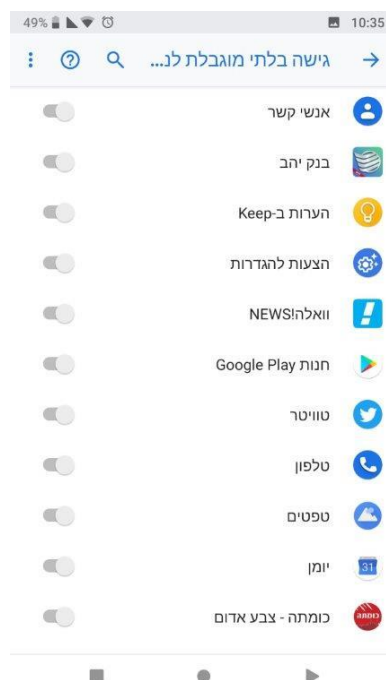 49% 10:35
גישה בלתי מוגבלת לנ...
אנשי קשר
בנק יהב
הערות ב-Keep
הצעות להגדרות
וואלה!NEWS
חנות Google Play
טוויטר
טלפון
טפטים
יומן
31
כומתה - צבע אדום
כומתה